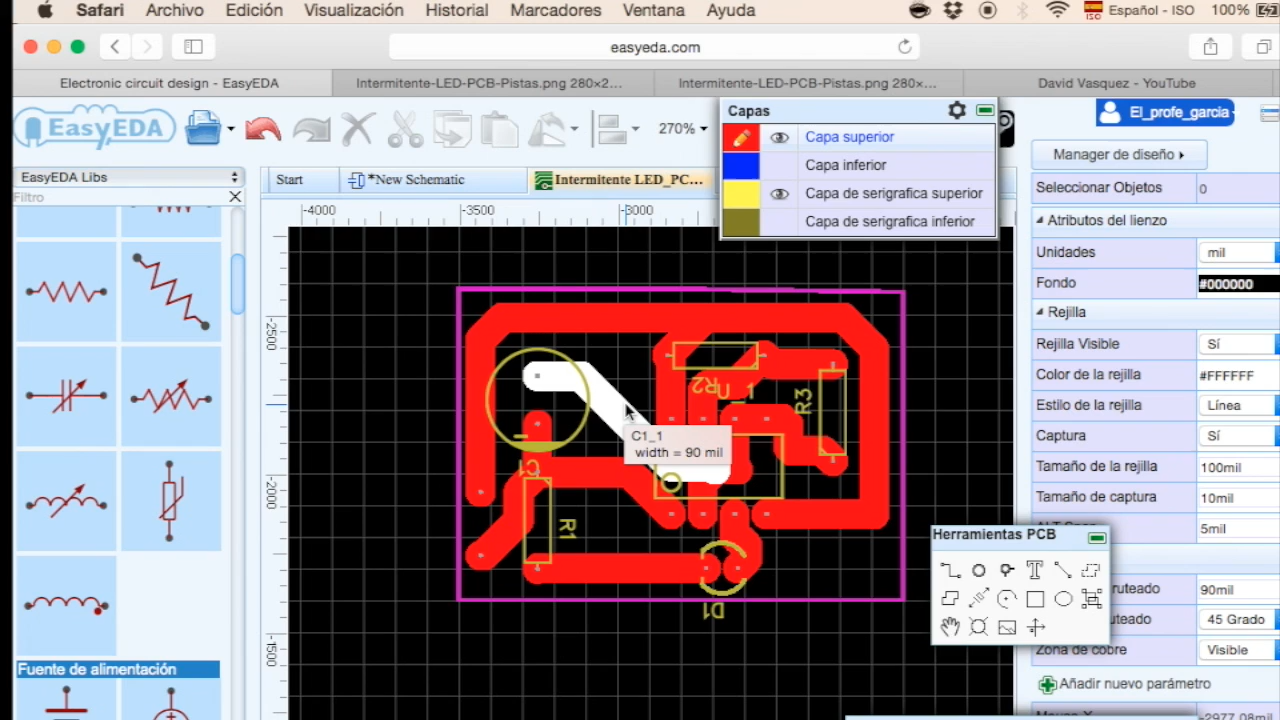 Safari Archivo Edición Visualización Historial Marcadores Ventana Ayuda ISO Español - ISO 100%
easyeda.com
Electronic circuit design - EasyEDA Intermitente-LED-PCB-Pistas.png 280×2... Intermitente-LED-PCB-Pistas.png 280×... David Vasquez - YouTube
EasyEDA 270% Capas El_profe_garcia
Capa superior
Manager de diseño
Capa inferior
EasyEDA Libs Start *New Schematic Intermitente LED_PC... Capa de serigrafica superior Seleccionar Objetos 0
Filtro
-4000 -3500 -3000 Capa de serigrafica inferior Atributos del lienzo
Unidades mil
Fondo #000000
Rejilla
-2500 Rejilla Visible Sí
Color de la rejilla #FFFFFF
R2 U_1 R3 Estilo de la rejilla Línea
C1_1 Captura Sí
width = 90 mil
C1 Tamaño de la rejilla 100mil
-2000 Tamaño de captura 10mil
R1 5mil
Herramientas PCB
ruteado 90mil
D1 uteado 45 Grado
-1500 Zona de cobre Visible
Fuente de alimentación
Añadir nuevo parámetro
-2977.08mil